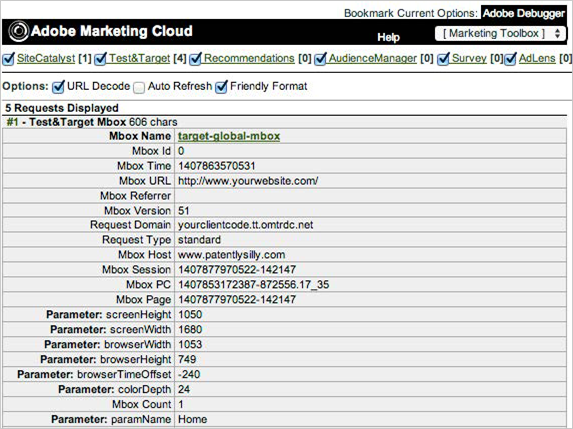 Bookmark Current Options: Adobe Debugger
Adobe Marketing Cloud Help [ Marketing Toolbox ]
SiteCatalyst [1] Test&Target [4] Recommendations [0] AudienceManager [0] Survey [0] AdLens [0]
Options: URL Decode Auto Refresh Friendly Format
5 Requests Displayed
#1 - Test&Target Mbox 606 chars
Mbox Name target-global-mbox
Mbox Id 0
Mbox Time 1407863570531
Mbox URL http://www.yourwebsite.com/
Mbox Referrer
Mbox Version 51
Request Domain yourclientcode.tt.omtrdc.net
Request Type standard
Mbox Host www.patentlysilly.com
Mbox Session 1407877970522-142147
Mbox PC 1407853172387-872556.17_35
Mbox Page 1407877970522-142147
Parameter: screenHeight 1050
Parameter: screenWidth 1680
Parameter: browserWidth 1053
Parameter: browserHeight 749
Parameter: browserTimeOffset -240
Parameter: colorDepth 24
Mbox Count 1
Parameter: paramName Home